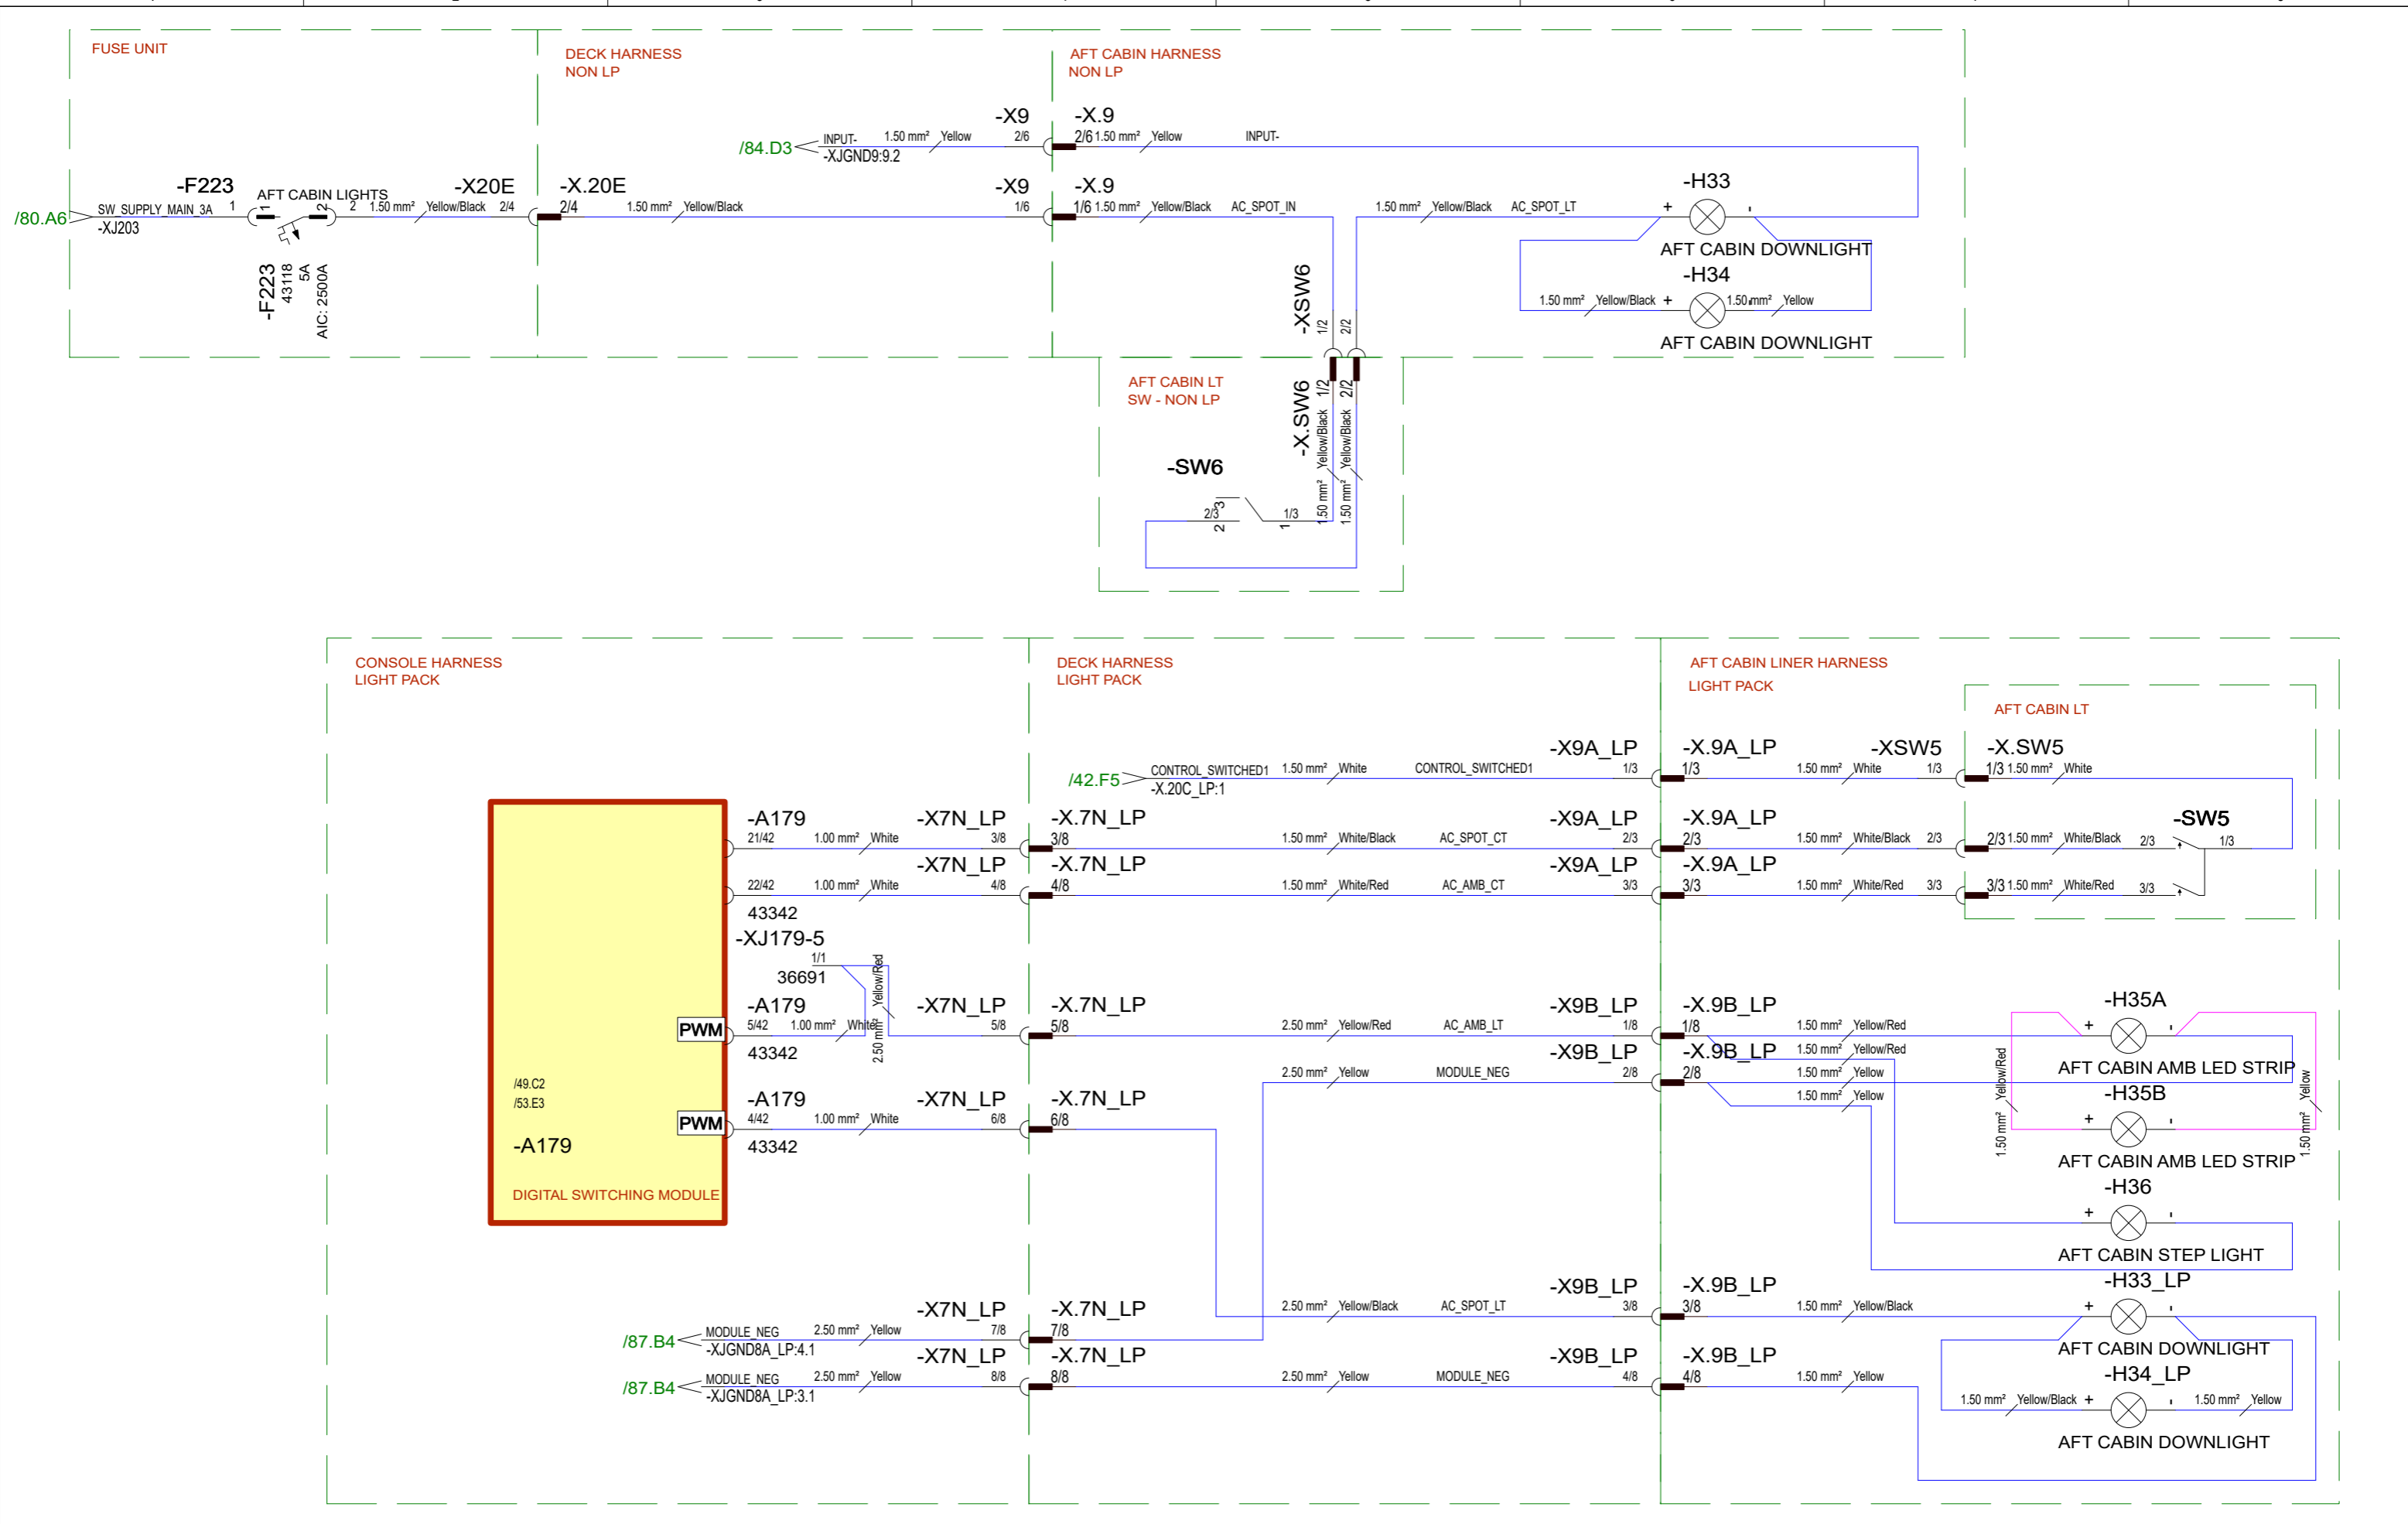 FUSE UNIT
DECK HARNESS
NON LP
AFT CABIN HARNESS
NON LP
/84.D3
INPUT-
-XJGND9:9.2
1.50 mm² Yellow
-X9
2/6
-X.9
2/6 1.50 mm² Yellow
INPUT-
/80.A6
SW_SUPPLY_MAIN_3A
-XJ203
-F223
1
AFT CABIN LIGHTS
1
2
2
1.50 mm² Yellow/Black
-X20E
2/4
-X.20E
2/4
1.50 mm² Yellow/Black
-X9
1/6
-X.9
1/6 1.50 mm² Yellow/Black
AC_SPOT_IN
1.50 mm² Yellow/Black
AC_SPOT_LT
+
-H33
-
AFT CABIN DOWNLIGHT
-F223
43118
5A
AIC: 2500A
-H34
1.50 mm² Yellow/Black +
1.50 mm² Yellow
AFT CABIN DOWNLIGHT
-XSW6
1/2
2/2
AFT CABIN LT
SW - NON LP
-X.SW6
1/2
2/2
1.50 mm² Yellow/Black
1.50 mm² Yellow/Black
-SW6
3
2/3
2
1/3
1
CONSOLE HARNESS
LIGHT PACK
DECK HARNESS
LIGHT PACK
AFT CABIN LINER HARNESS
LIGHT PACK
AFT CABIN LT
/42.F5
CONTROL_SWITCHED1
-X.20C_LP:1
1.50 mm² White
CONTROL_SWITCHED1
-X9A_LP
1/3
-X.9A_LP
1/3
1.50 mm² White
-XSW5
1/3
-X.SW5
1/3 1.50 mm² White
-A179
21/42
1.00 mm² White
-X7N_LP
3/8
-X.7N_LP
3/8
1.50 mm² White/Black
AC_SPOT_CT
-X9A_LP
2/3
-X.9A_LP
2/3
1.50 mm² White/Black
2/3
2/3 1.50 mm² White/Black
2/3
-SW5
1/3
22/42
1.00 mm² White
-X7N_LP
4/8
-X.7N_LP
4/8
1.50 mm² White/Red
AC_AMB_CT
-X9A_LP
3/3
-X.9A_LP
3/3
1.50 mm² White/Red
3/3
3/3 1.50 mm² White/Red
3/3
43342
-XJ179-5
1/1
36691
2.50 mm² Yellow/Red
-A179
PWM
5/42
1.00 mm² White
43342
-X7N_LP
5/8
-X.7N_LP
5/8
2.50 mm² Yellow/Red
AC_AMB_LT
-X9B_LP
1/8
-X.9B_LP
1/8
1.50 mm² Yellow/Red
1.50 mm² Yellow/Red
-H35A
+
-
AFT CABIN AMB LED STRIP
2.50 mm² Yellow
MODULE_NEG
-X9B_LP
2/8
-X.9B_LP
2/8
1.50 mm² Yellow
1.50 mm² Yellow
1.50 mm² Yellow/Red
1.50 mm² Yellow
-H35B
+
-
AFT CABIN AMB LED STRIP
/49.C2
/53.E3
-A179
DIGITAL SWITCHING MODULE
-A179
PWM
4/42
1.00 mm² White
43342
-X7N_LP
6/8
-X.7N_LP
6/8
-H36
+
-
AFT CABIN STEP LIGHT
2.50 mm² Yellow/Black
AC_SPOT_LT
-X9B_LP
3/8
-X.9B_LP
3/8
1.50 mm² Yellow/Black
-H33_LP
+
-
AFT CABIN DOWNLIGHT
/87.B4
MODULE_NEG
-XJGND8A_LP:4.1
2.50 mm² Yellow
-X7N_LP
7/8
-X.7N_LP
7/8
/87.B4
MODULE_NEG
-XJGND8A_LP:3.1
2.50 mm² Yellow
-X7N_LP
8/8
-X.7N_LP
8/8
2.50 mm² Yellow
MODULE_NEG
-X9B_LP
4/8
-X.9B_LP
4/8
1.50 mm² Yellow
-H34_LP
1.50 mm² Yellow/Black +
-
1.50 mm² Yellow
AFT CABIN DOWNLIGHT